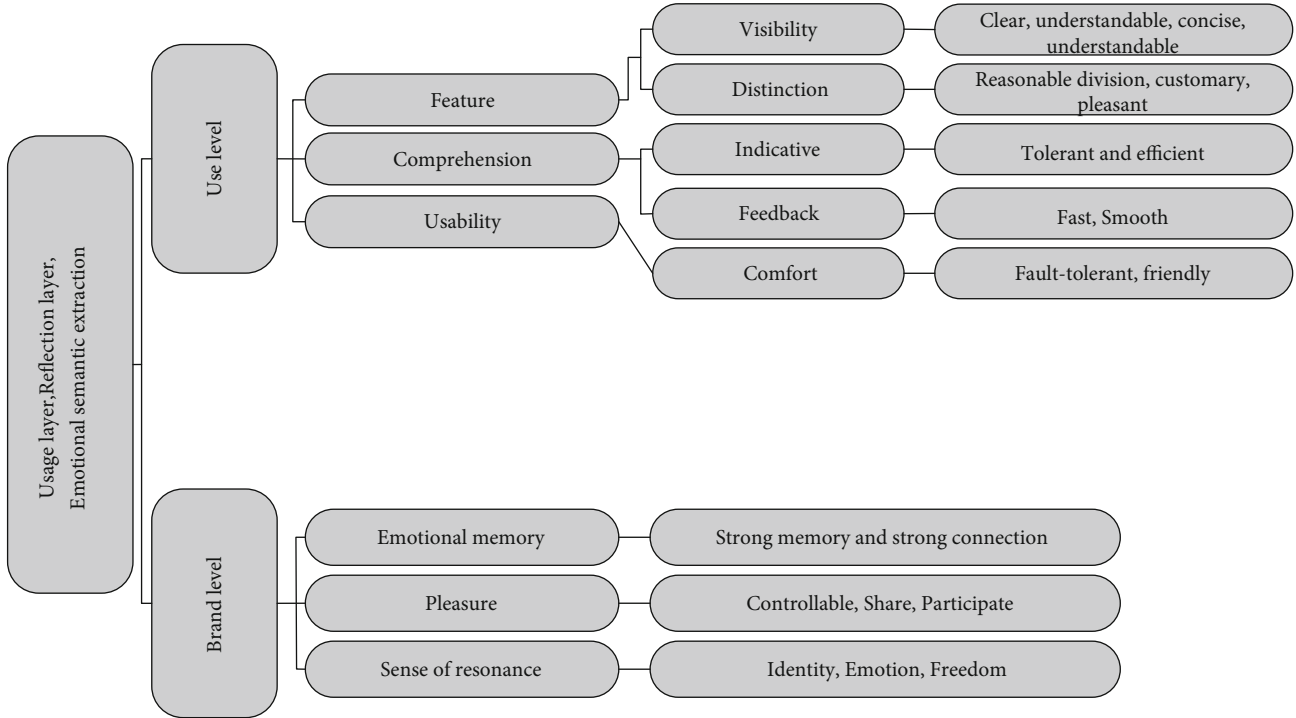 Usage layer,Reflection layer,
Emotional semantic extraction
Use level
Feature
Visibility
Clear, understandable, concise,
understandable
Distinction
Reasonable division, customary,
pleasant
Comprehension
Indicative
Tolerant and efficient
Feedback
Fast, Smooth
Usability
Comfort
Fault-tolerant, friendly
Brand level
Emotional memory
Strong memory and strong connection
Pleasure
Controllable, Share, Participate
Sense of resonance
Identity, Emotion, Freedom